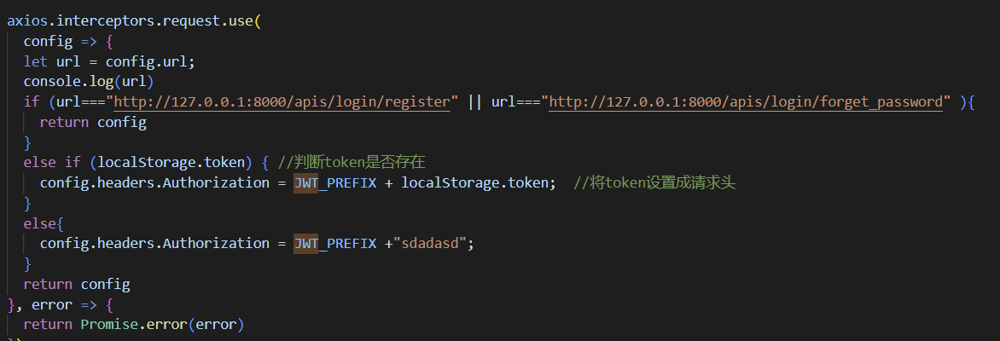 axios.interceptors.request.use(
config => {
let url = config.url;
console.log(url)
if (url==="http://127.0.0.1:8000/apis/login/register" || url==="http://127.0.0.1:8000/apis/login/forget_password" ){
return config
}
else if (localStorage.token) { //判断token是否存在
config.headers.Authorization = JWT_PREFIX + localStorage.token; //将token设置成请求头
}
else{
config.headers.Authorization = JWT_PREFIX +"sdadasd";
}
return config
}, error => {
return Promise.error(error)